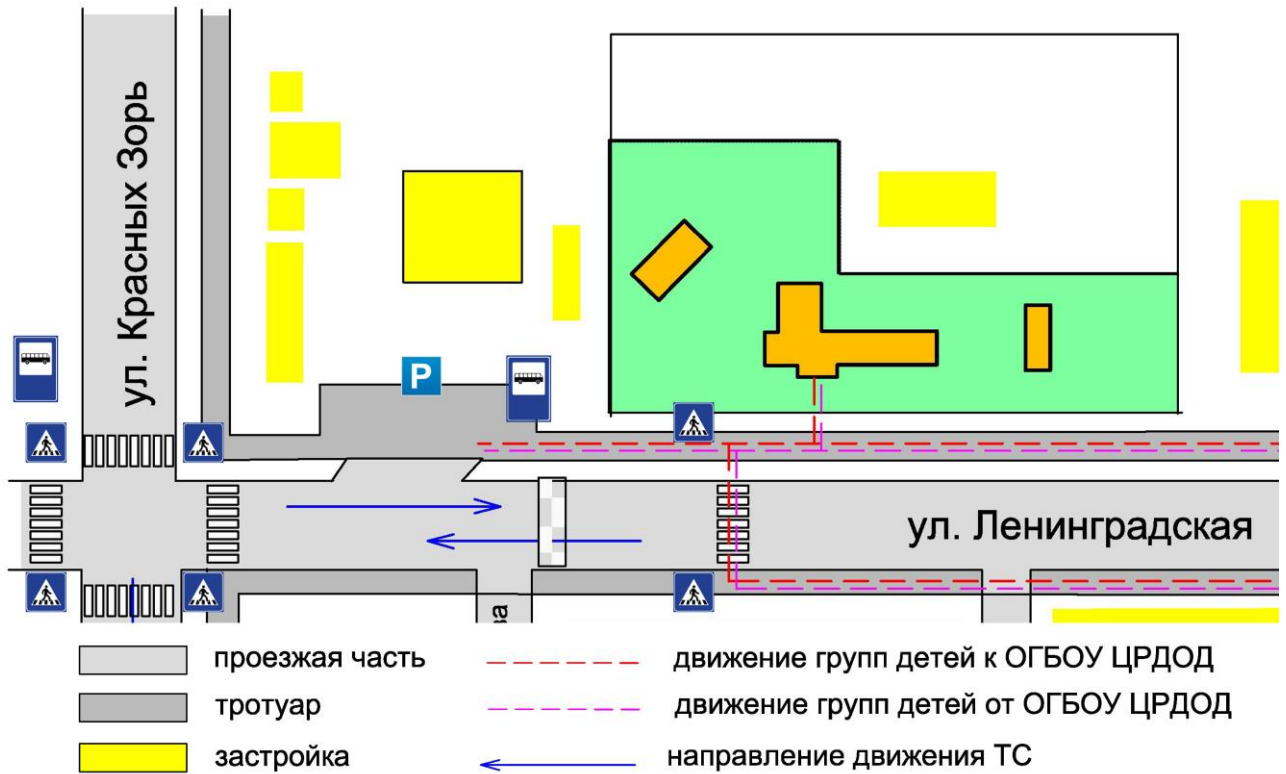 ул. Красных Зорь
P
ул. Ленинградская
ва
проезжая часть
движение групп детей к ОГБОУ ЦРДОД
тротуар
движение групп детей от ОГБОУ ЦРДОД
застройка
направление движения ТС